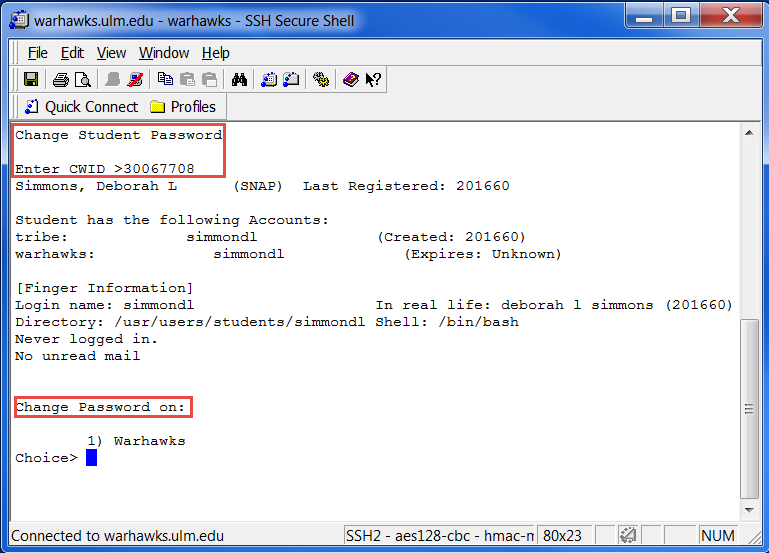 warhawks.ulm.edu - warhawks - SSH Secure Shell
File Edit View Window Help
Quick Connect Profiles
Change Student Password
Enter CWID >30067708
Simmons, Deborah L (SNAP) Last Registered: 201660
Student has the following Accounts:
tribe: simmondl (Created: 201660)
warhawks: simmondl (Expires: Unknown)
[Finger Information]
Login name: simmondl In real life: deborah l simmons (201660)
Directory: /usr/users/students/simmondl Shell: /bin/bash
Never logged in.
No unread mail
Change Password on:
1) Warhawks
Choice>
Connected to warhawks.ulm.edu SSH2 - aes128-cbc - hmac-m 80x23 NUM